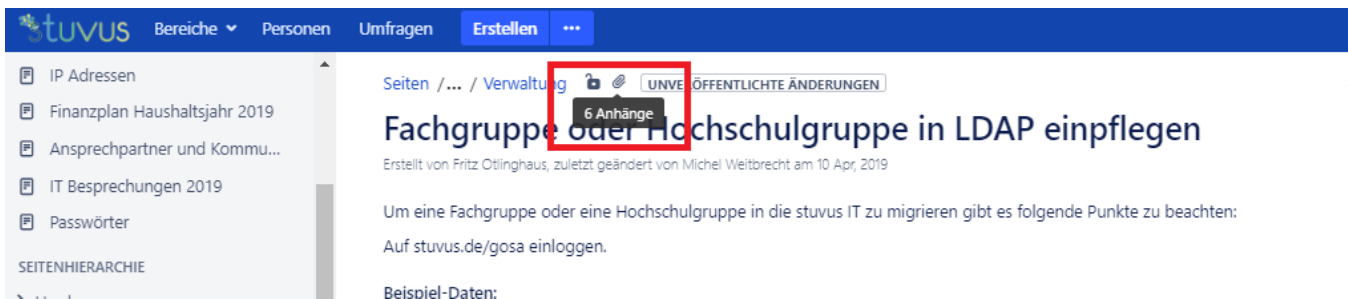 stuvus Bereiche Personen Umfragen Erstellen ...
IP Adressen
Finanzplan Haushaltsjahr 2019
Ansprechpartner und Kommu...
IT Besprechungen 2019
Passwörter
SEITENHIERARCHIE
Seiten /... / Verwaltung UNVERÖFFENTLICHTE ÄNDERUNGEN
6 Anhänge
Fachgruppe oder Hochschulgruppe in LDAP einpflegen
Erstellt von Fritz Otlinghaus, zuletzt geändert von Michel Weitbrecht am 10 Apr, 2019
Um eine Fachgruppe oder eine Hochschulgruppe in die stuvus IT zu migrieren gibt es folgende Punkte zu beachten:
Auf stuvus.de/gosa einloggen.
Beispiel-Daten: